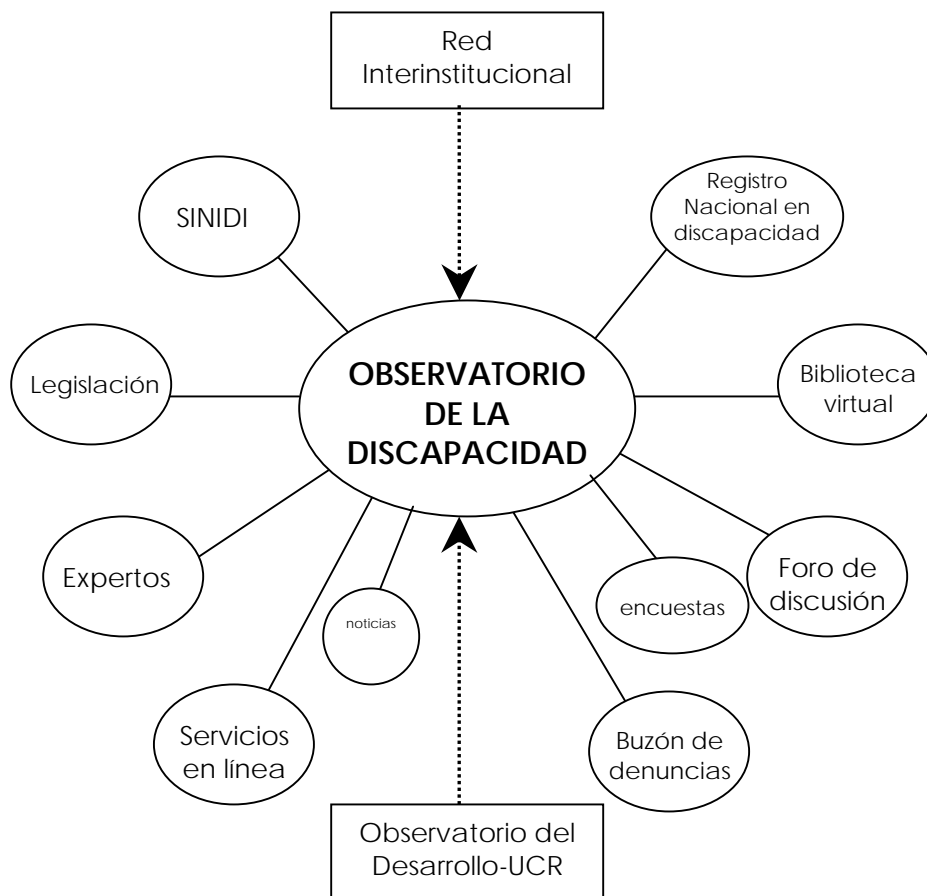 Red
Interinstitucional
SINIDI
Registro
Nacional en
discapacidad
Legislación
OBSERVATORIO
DE LA
DISCAPACIDAD
Biblioteca
virtual
Expertos
noticias
encuestas
Foro de
discusión
Servicios
en línea
Buzón de
denuncias
Observatorio del
Desarrollo-UCR